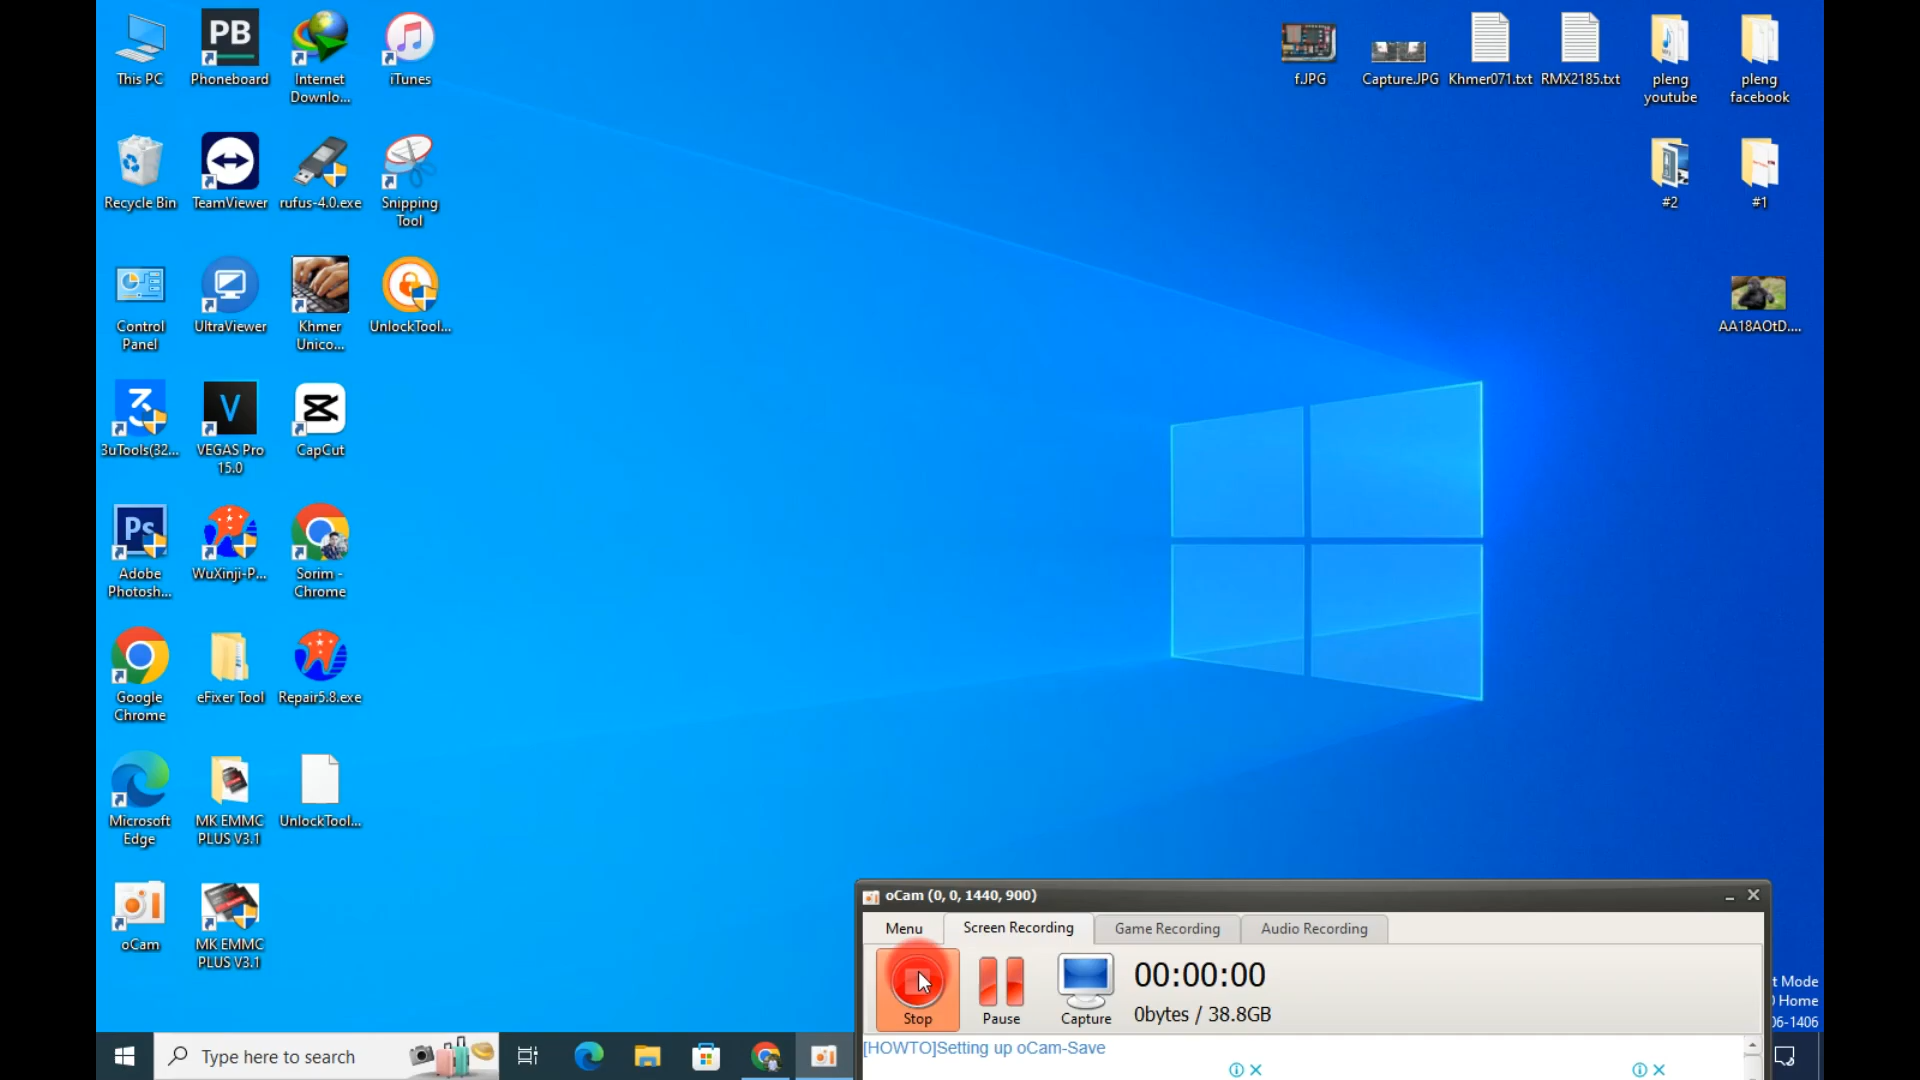 This PC
PB
Phoneboard
Internet
Downlo...
iTunes
f.JPG
Capture.JPG
Khmer071.txt
RMX2185.txt
pleng
youtube
pleng
facebook
Recycle Bin
TeamViewer
rufus-4.0.exe
Snipping
Tool
#2
#1
Control
Panel
UltraViewer
Khmer
Unico...
UnlockTool...
AA18AOtD....
3uTools(32...
V
VEGAS Pro
15.0
CapCut
Ps
Adobe
Photosh...
WuXinji-P...
Sorim -
Chrome
Google
Chrome
eFixer Tool
Repair5.8.exe
Microsoft
Edge
MK EMMC
PLUS V3.1
UnlockTool...
oCam
MK EMMC
PLUS V3.1
oCam (0, 0, 1440, 900)
Menu
Screen Recording
Game Recording
Audio Recording
Stop
Pause
Capture
00:00:00
0bytes / 38.8GB
[HOWTO]Setting up oCam-Save
t Mode
Home
06-1406
Type here to search